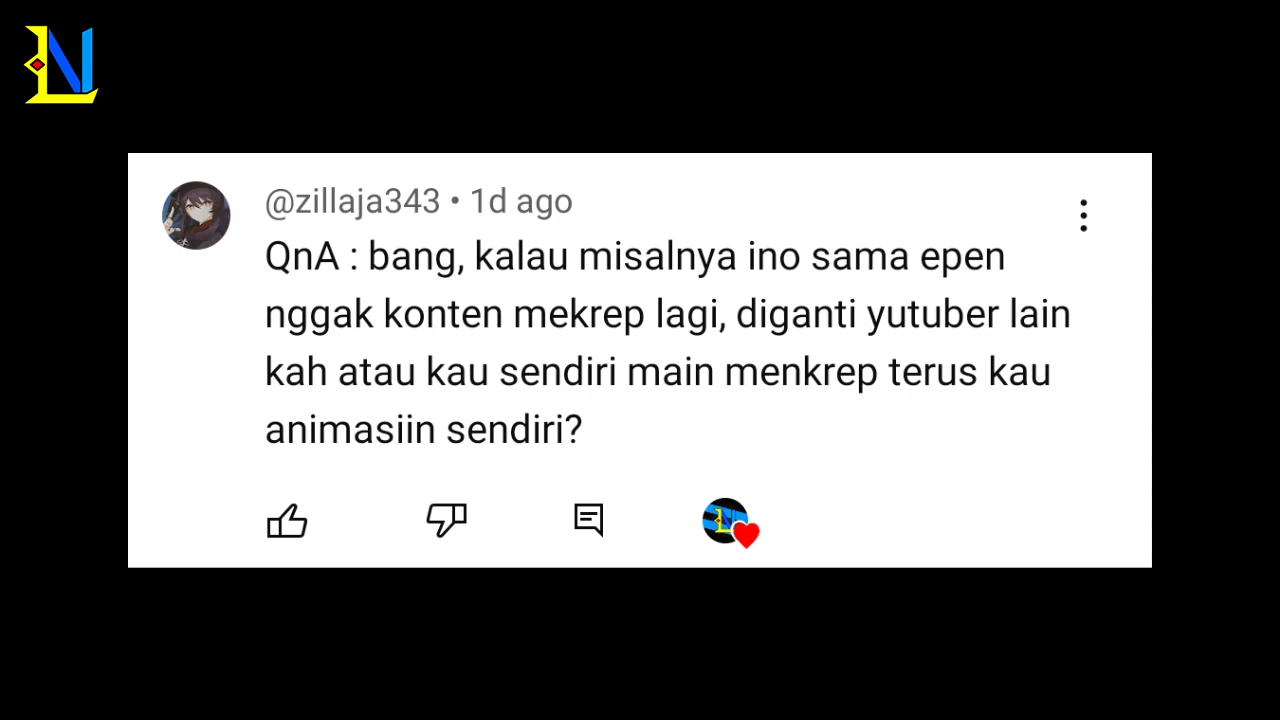 LN
@zillaja343 • 1d ago
QnA : bang, kalau misalnya ino sama epen
nggak konten mekrep lagi, diganti yutuber lain
kah atau kau sendiri main menkrep terus kau
animasiin sendiri?